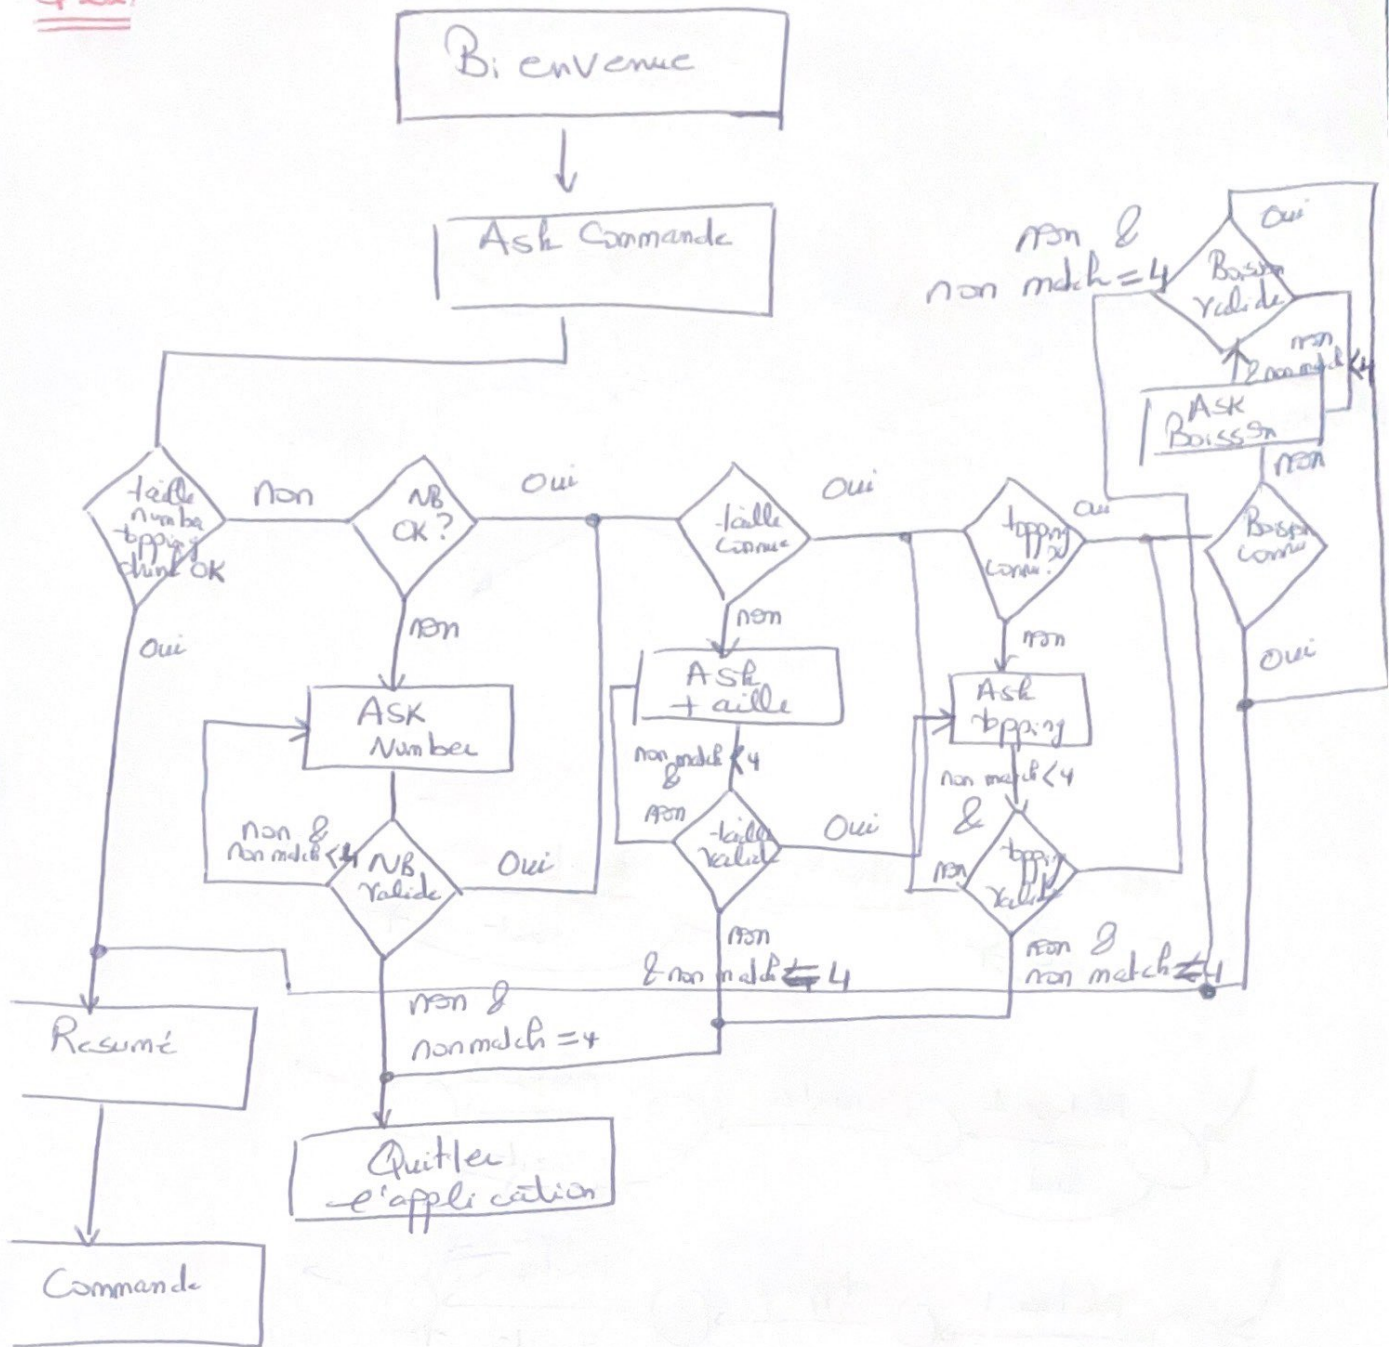 Bienvenue
Ask Commande
non &
non match = 4
Oui
Boisson
valide
non
& non match < 4
ASK
Boisson
non
taille
number
topping
drink OK
non
NB
OK?
Oui
taille
connue
Oui
topping
connu.
Oui
Boisson
connu
Oui
Oui
non
non
non
ASK
Number
Ask
taille
Ask
topping
non match < 4
&
non
non match < 4
&
non
non &
non match < 4
NB
valide
Oui
taille
valide
Oui
topping
valide
non
& non match = 4
non &
non match = 4
non &
non match = 4
Resumé
Quitter
l'application
Commande